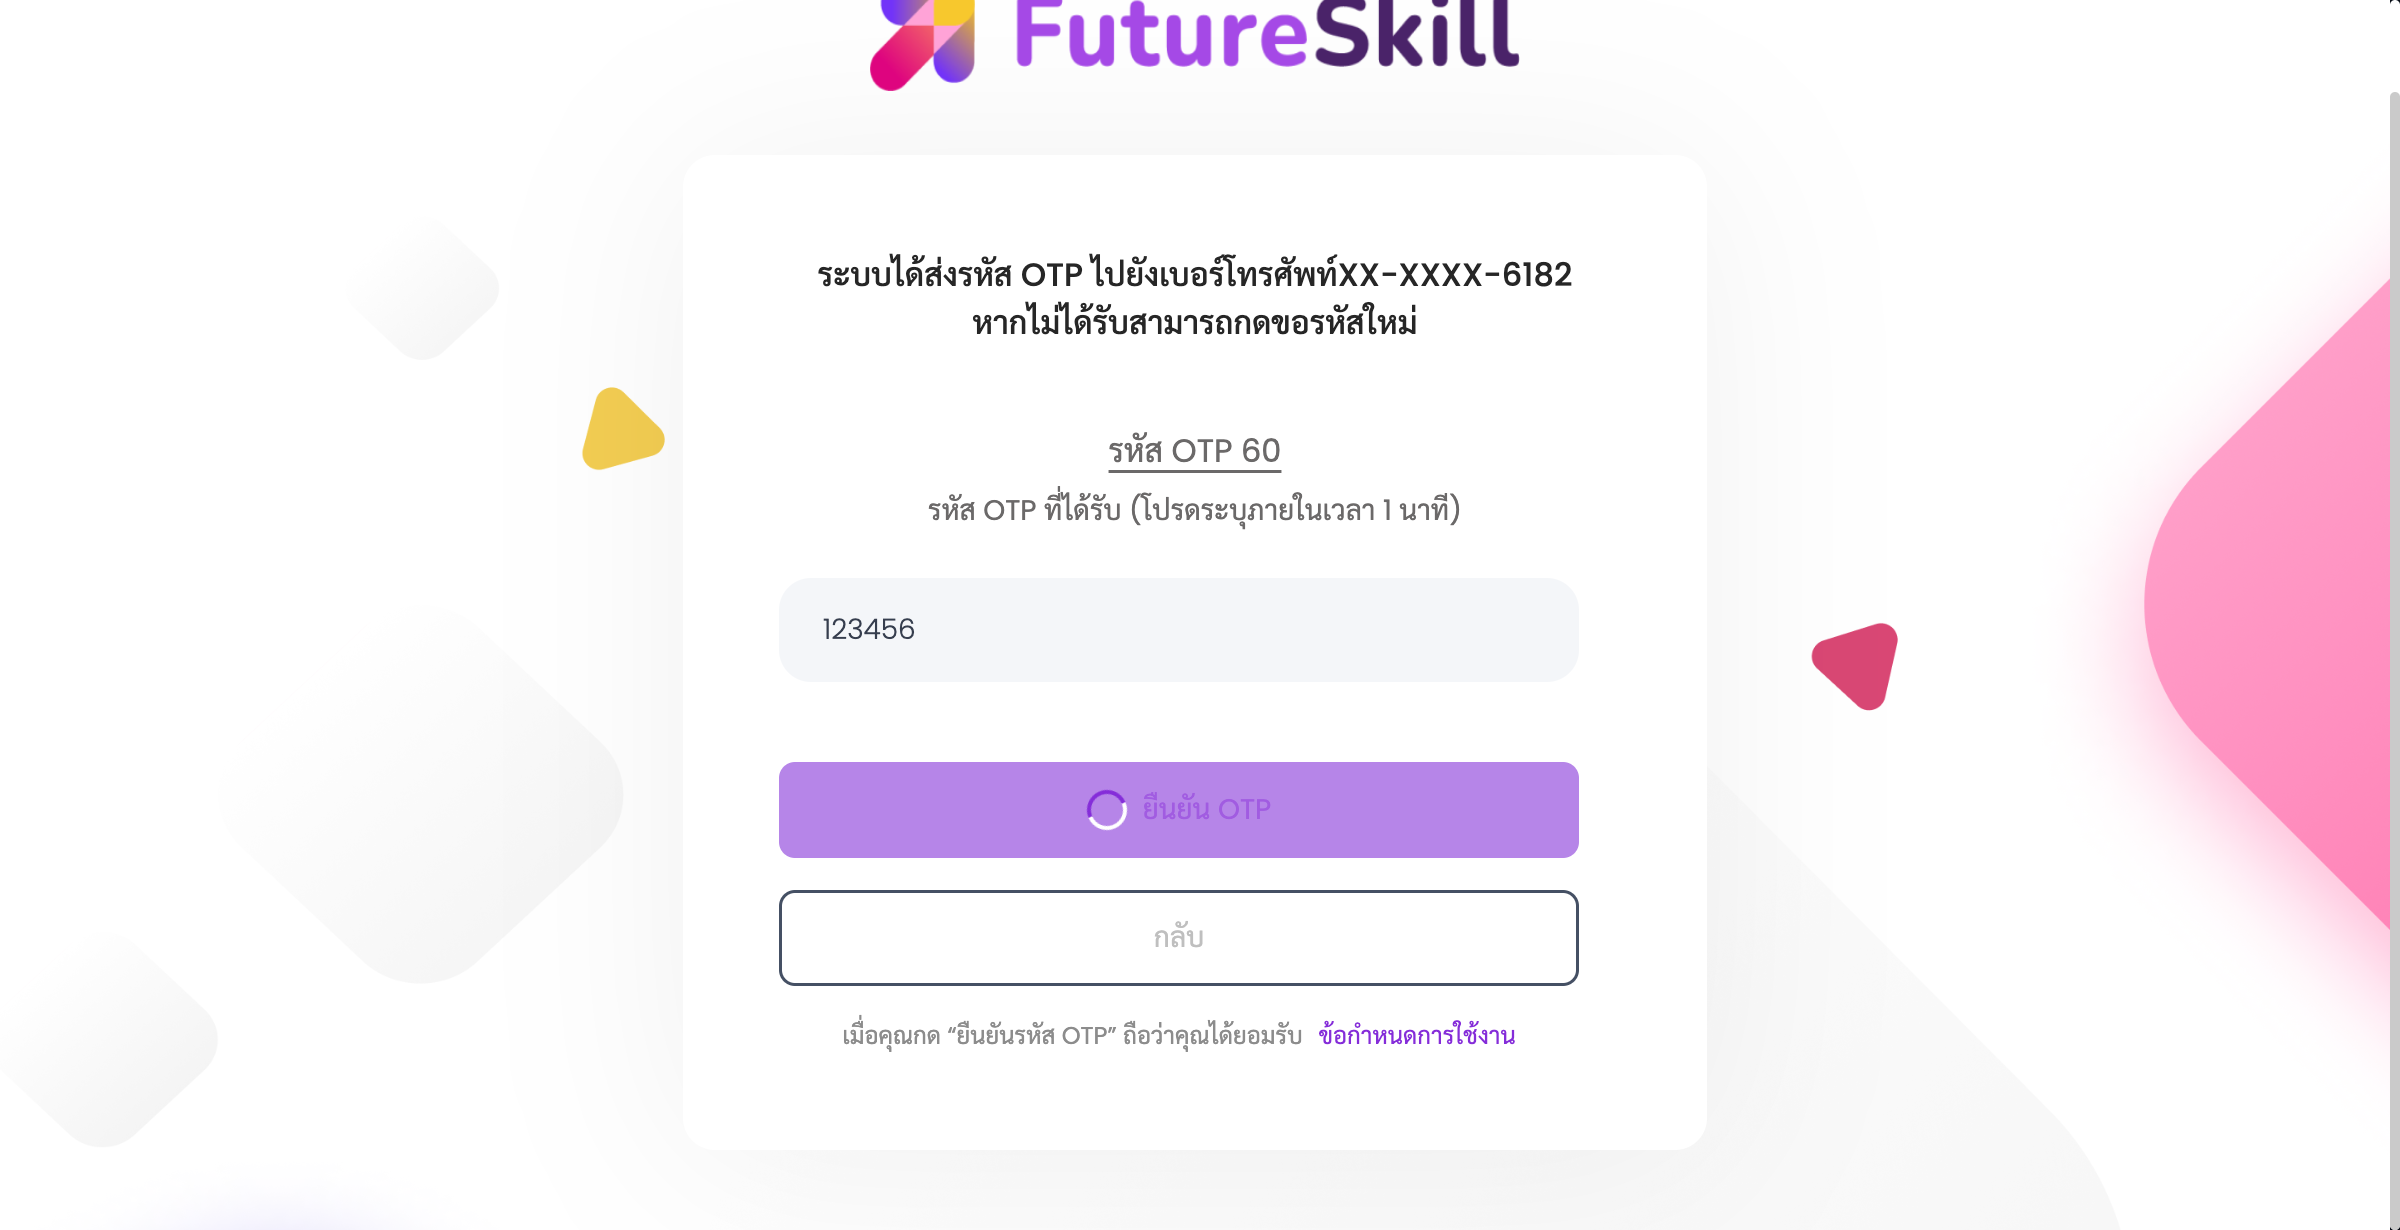 FutureSkill
ระบบได้ส่งรหัส OTP ไปยังเบอร์โทรศัพท์XX-XXXX-6182
หากไม่ได้รับสามารถกดขอรหัสใหม่
รหัส OTP 60
รหัส OTP ที่ได้รับ (โปรดระบุภายในเวลา 1 นาที)
123456
ยืนยัน OTP
กลับ
เมื่อคุณกด “ยืนยันรหัส OTP” ถือว่าคุณได้ยอมรับ ข้อกำหนดการใช้งาน